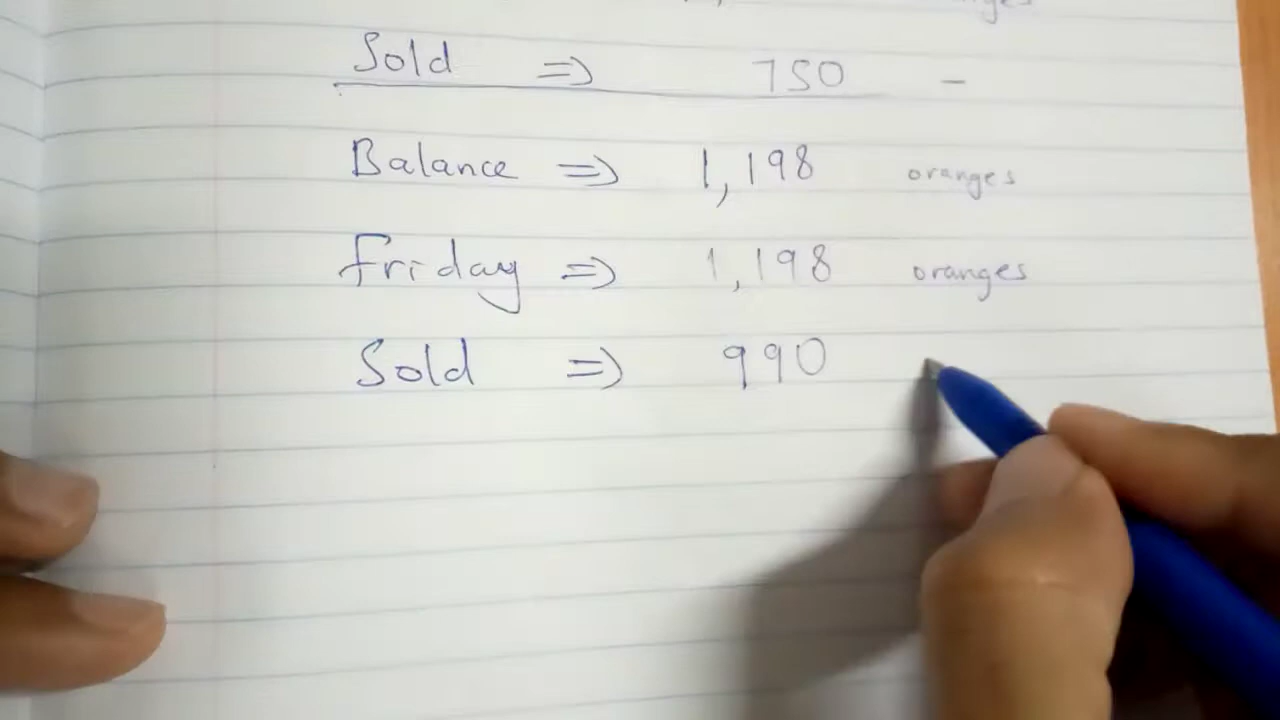 Sold => 750 -
Balance => 1,198 oranges
Friday => 1,198 oranges
Sold => 990